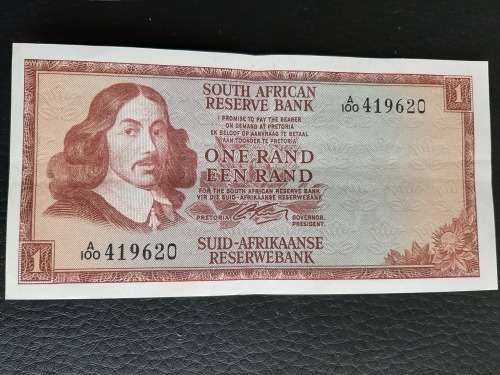 SOUTH AFRICAN
RESERVE BANK
A/100 419620
1
I PROMISE TO PAY THE BEARER
ON DEMAND AT PRETORIA
EK BELOOF OP AANVRAAG TE BETAAL
AAN TOONDER TE PRETORIA
ONE RAND
EEN RAND
FOR THE SOUTH AFRICAN RESERVE BANK
VIR DIE SUID-AFRIKAANSE RESERWEBANK
PRETORIA
GOVERNOR.
PRESIDENT.
A/100 419620
1
SUID-AFRIKAANSE
RESERWEBANK